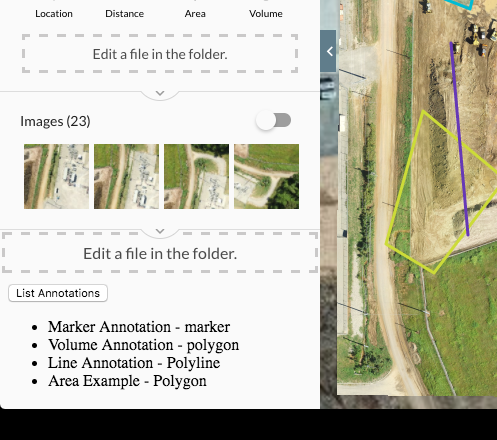 Location Distance Area Volume
Edit a file in the folder.
Images (23)
Edit a file in the folder.
List Annotations
Marker Annotation - marker
Volume Annotation - polygon
Line Annotation - Polyline
Area Example - Polygon